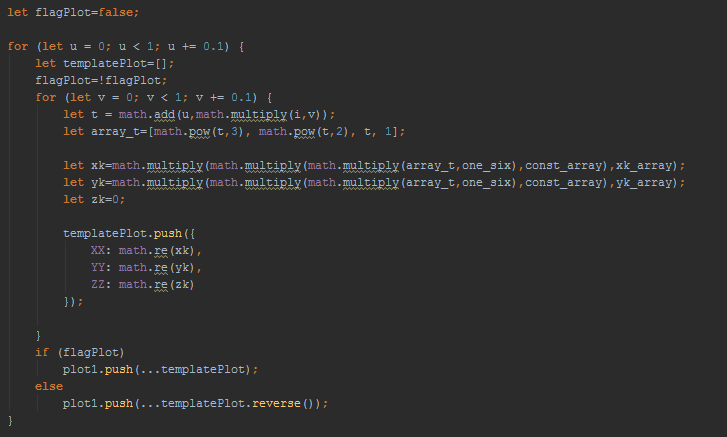 let flagPlot=false;
for (let u = 0; u < 1; u += 0.1) {
let templatePlot=[];
flagPlot=!flagPlot;
for (let v = 0; v < 1; v += 0.1) {
let t = math.add(u,math.multiply(i,v));
let array_t=[math.pow(t,3), math.pow(t,2), t, 1];
let xk=math.multiply(math.multiply(math.multiply(array_t,one_six),const_array),xk_array);
let yk=math.multiply(math.multiply(math.multiply(array_t,one_six),const_array),yk_array);
let zk=0;
templatePlot.push({
XX: math.re(xk),
YY: math.re(yk),
ZZ: math.re(zk)
});
}
if (flagPlot)
plot1.push(...templatePlot);
else
plot1.push(...templatePlot.reverse());
}